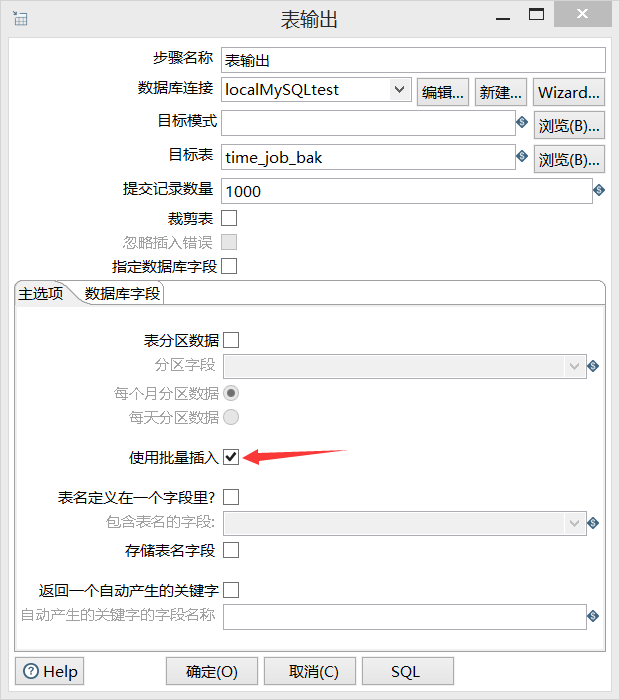 表输出
步骤名称 表输出
数据库连接 localMySQLtest 编辑... 新建... Wizard...
目标模式 浏览(B)...
目标表 time_job_bak 浏览(B)...
提交记录数量 1000
裁剪表
忽略插入错误
指定数据库字段
主选项 数据库字段
表分区数据
分区字段
每个月分区数据
每天分区数据
使用批量插入
表名定义在一个字段里?
包含表名的字段:
存储表名字段
返回一个自动产生的关键字
自动产生的关键字的字段名称
Help 确定(O) 取消(C) SQL